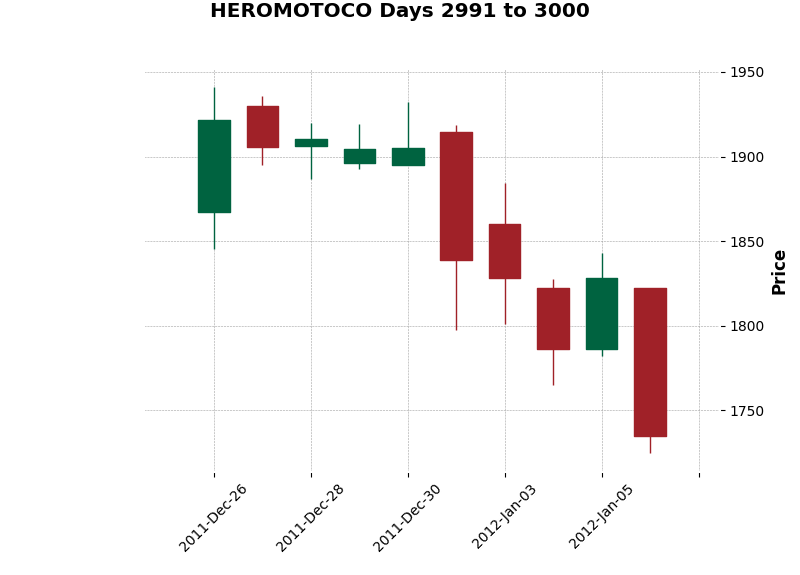 HEROMOTOCO Days 2991 to 3000
1950
1900
1850
1800
1750
Price
2011-Dec-26
2011-Dec-28
2011-Dec-30
2012-Jan-03
2012-Jan-05